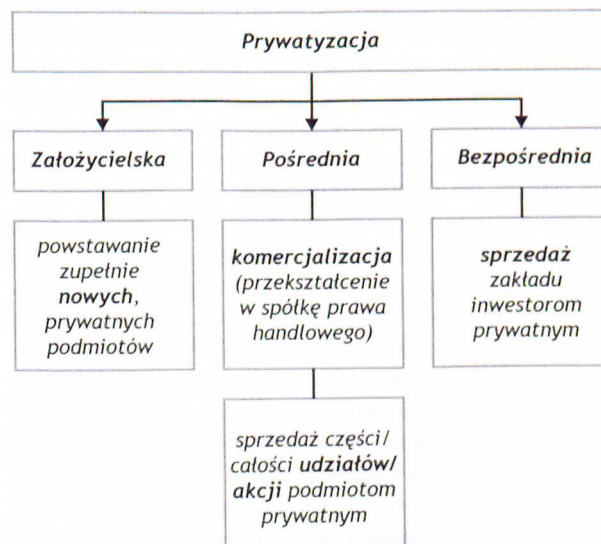 Prywatyzacja
Założycielska
Pośrednia
Bezpośrednia
powstawanie
zupełnie
nowych,
prywatnych
podmiotów
komercjalizacja
(przekształcenie
w spółkę prawa
handlowego)
sprzedaż
zakładu
inwestorom
prywatnym
sprzedaż części/
całości udziałów/
akcji podmiotom
prywatnym